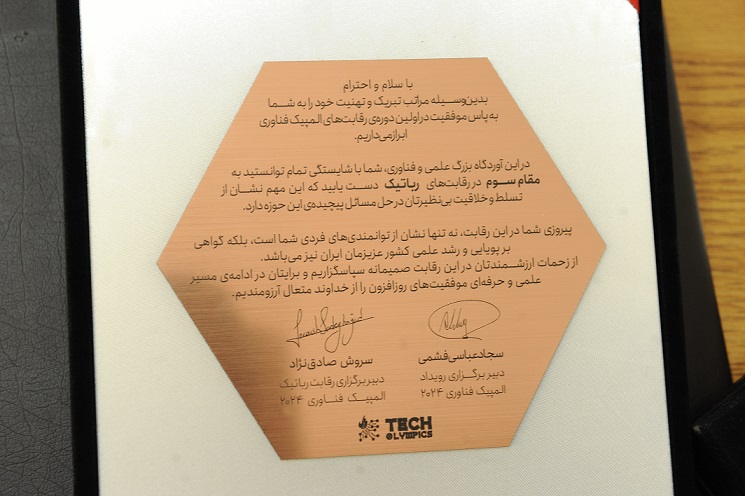 با سلام و احترام
بدین‌وسیله مراتب تبریک و تهنیت خود را به شما
به پاس موفقیت در اولین دوره‌ی رقابت‌های المپیک فناوری
ابراز می‌داریم.
در این آوردگاه بزرگ علمی و فناوری، شما با شایستگی تمام توانستید به
مقام سوم در رقابت‌های رباتیک دست یابید که این مهم نشان از
تسلط و خلاقیت بی‌نظیرتان در حل مسائل پیچیده‌ی این حوزه دارد.
پیروزی شما در این رقابت، نه تنها نشان از توانمندی‌های فردی شما است، بلکه گواهی
بر پویایی و رشد علمی کشور عزیزمان ایران نیز می‌باشد.
از زحمات ارزشمندتان در این رقابت صمیمانه سپاسگزاریم و برایتان در ادامه‌ی مسیر
علمی و حرفه‌ای موفقیت‌های روزافزون را از خداوند متعال آرزومندیم.
سجاد عباسی فشمی
دبیر برگزاری رویداد
المپیک فناوری ۲۰۲۴
سروش صادق‌نژاد
دبیر برگزاری رقابت رباتیک
المپیک فناوری ۲۰۲۴
TECH
OLYMPICS